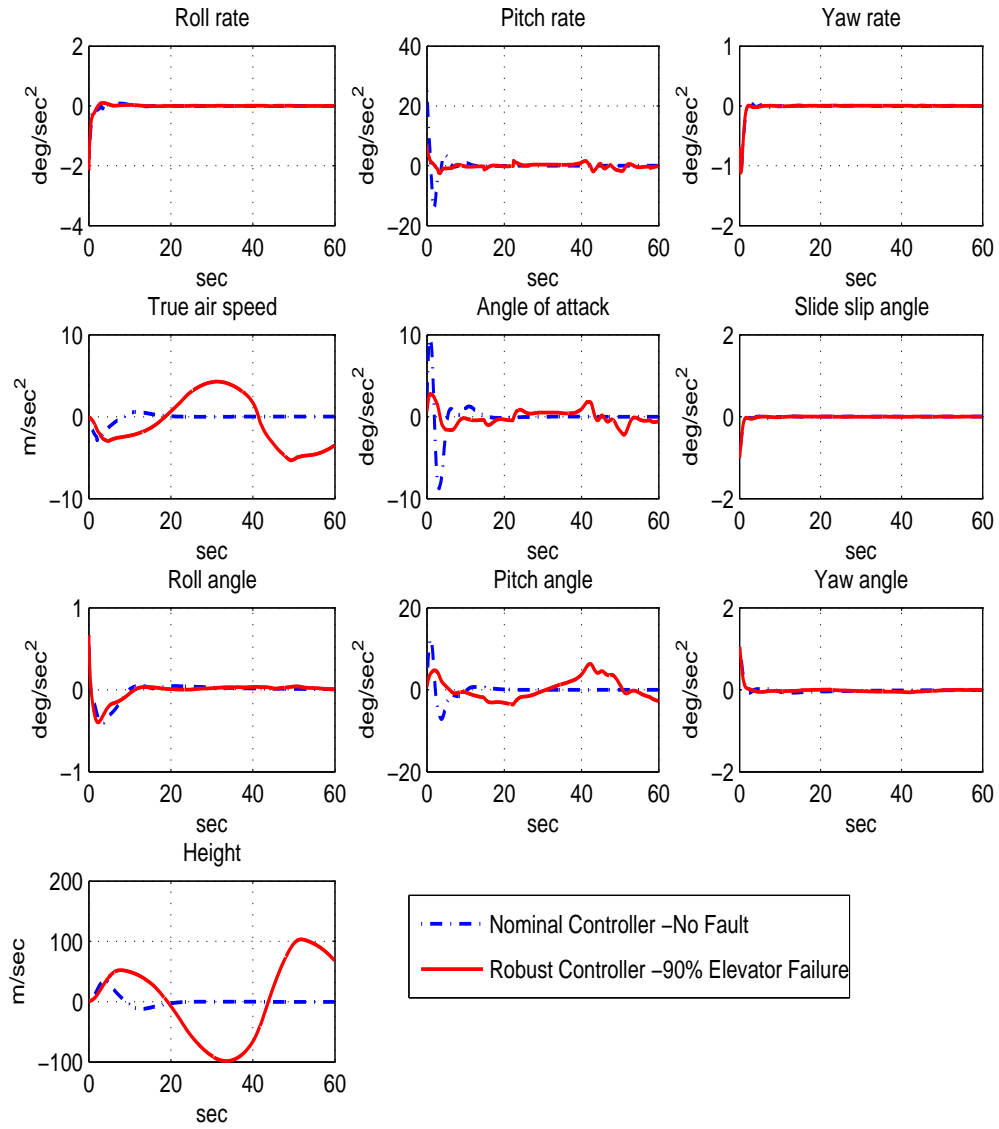 Roll rate
Pitch rate
Yaw rate
deg/sec²
2
0
−2
−4
0 20 40 60
sec
deg/sec²
40
20
0
−20
0 20 40 60
sec
deg/sec²
1
0
−1
−2
0 20 40 60
sec
True air speed
Angle of attack
Slide slip angle
m/sec²
10
0
−10
0 20 40 60
sec
deg/sec²
10
0
−10
0 20 40 60
sec
deg/sec²
2
0
−2
0 20 40 60
sec
Roll angle
Pitch angle
Yaw angle
deg/sec²
1
0
−1
0 20 40 60
sec
deg/sec²
20
0
−20
0 20 40 60
sec
deg/sec²
2
0
−2
0 20 40 60
sec
Height
m/sec
200
100
0
−100
0 20 40 60
sec
Nominal Controller −No Fault
Robust Controller −90% Elevator Failure